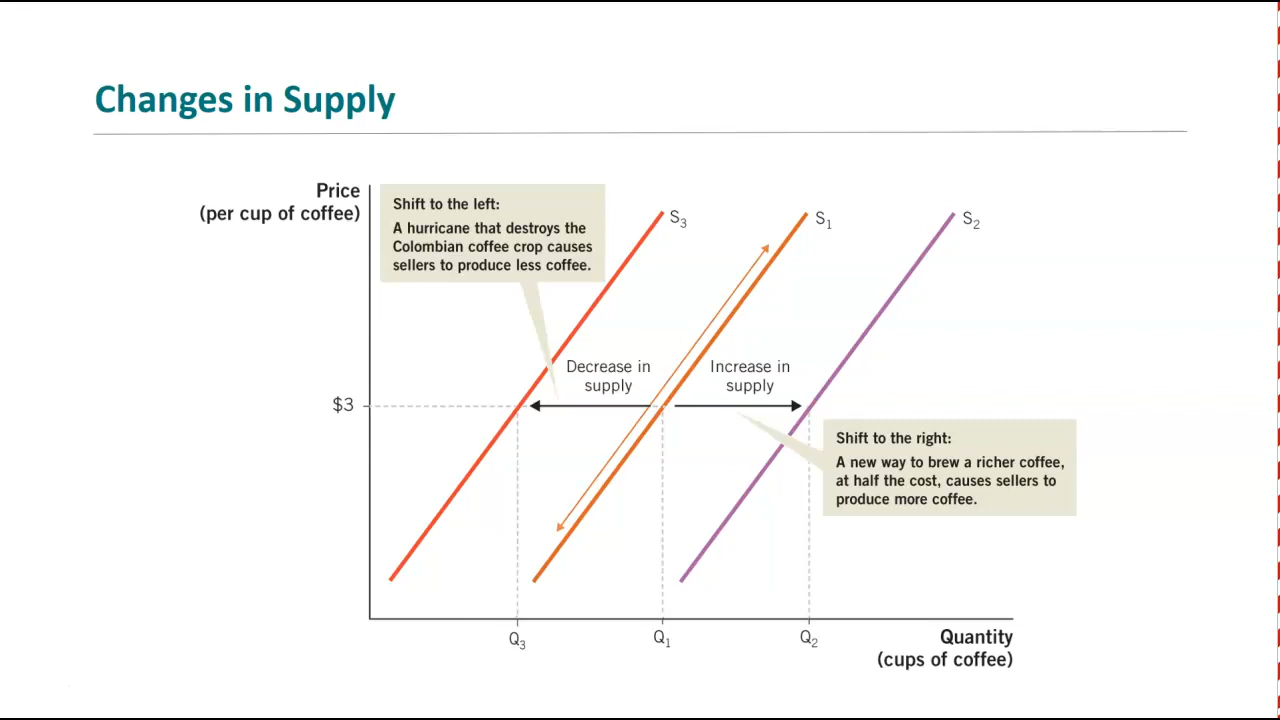 Changes in Supply
Price
(per cup of coffee)
Shift to the left:
A hurricane that destroys the
Colombian coffee crop causes
sellers to produce less coffee.
S3
S1
S2
Decrease in
supply
Increase in
supply
$3
Shift to the right:
A new way to brew a richer coffee,
at half the cost, causes sellers to
produce more coffee.
Q3
Q1
Q2
Quantity
(cups of coffee)